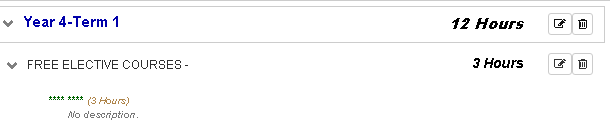 Year 4-Term 1 12 Hours
FREE ELECTIVE COURSES - 3 Hours
**** **** (3 Hours)
No description.